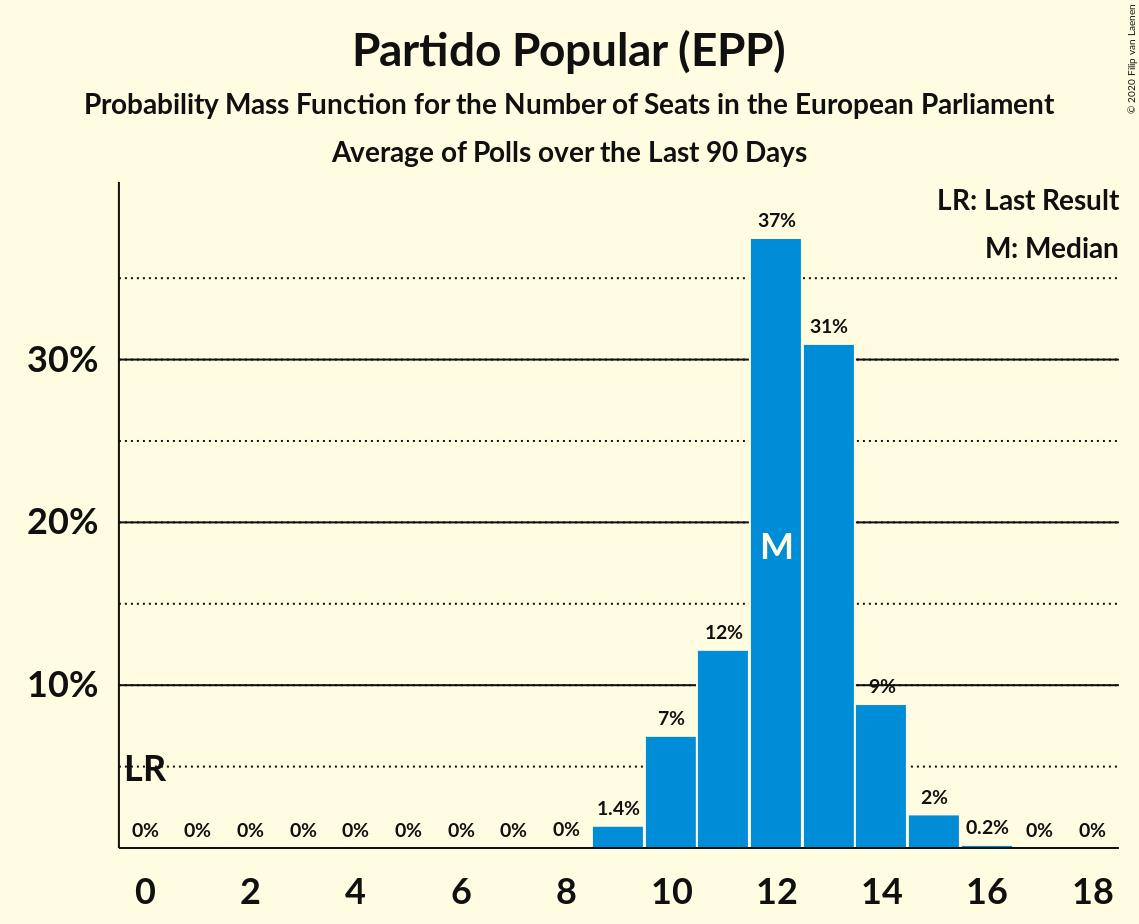 Partido Popular (EPP)
Probability Mass Function for the Number of Seats in the European Parliament
Average of Polls over the Last 90 Days
© 2020 Filip van Laenen
LR: Last Result
M: Median
37%
31%
30%
20%
M
12%
10%
9%
7%
LR
2%
1.4%
0% 0% 0% 0% 0% 0% 0% 0% 0% 0.2% 0% 0%
0 2 4 6 8 10 12 14 16 18